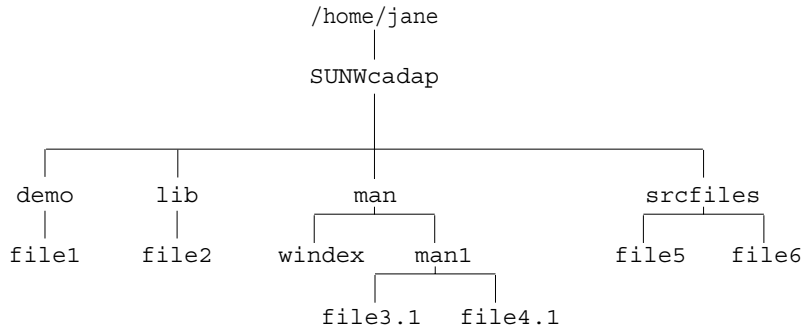 /home/jane
SUNWcadap
demo lib man srcfiles
file1 file2 windex man1 file5 file6
file3.1 file4.1